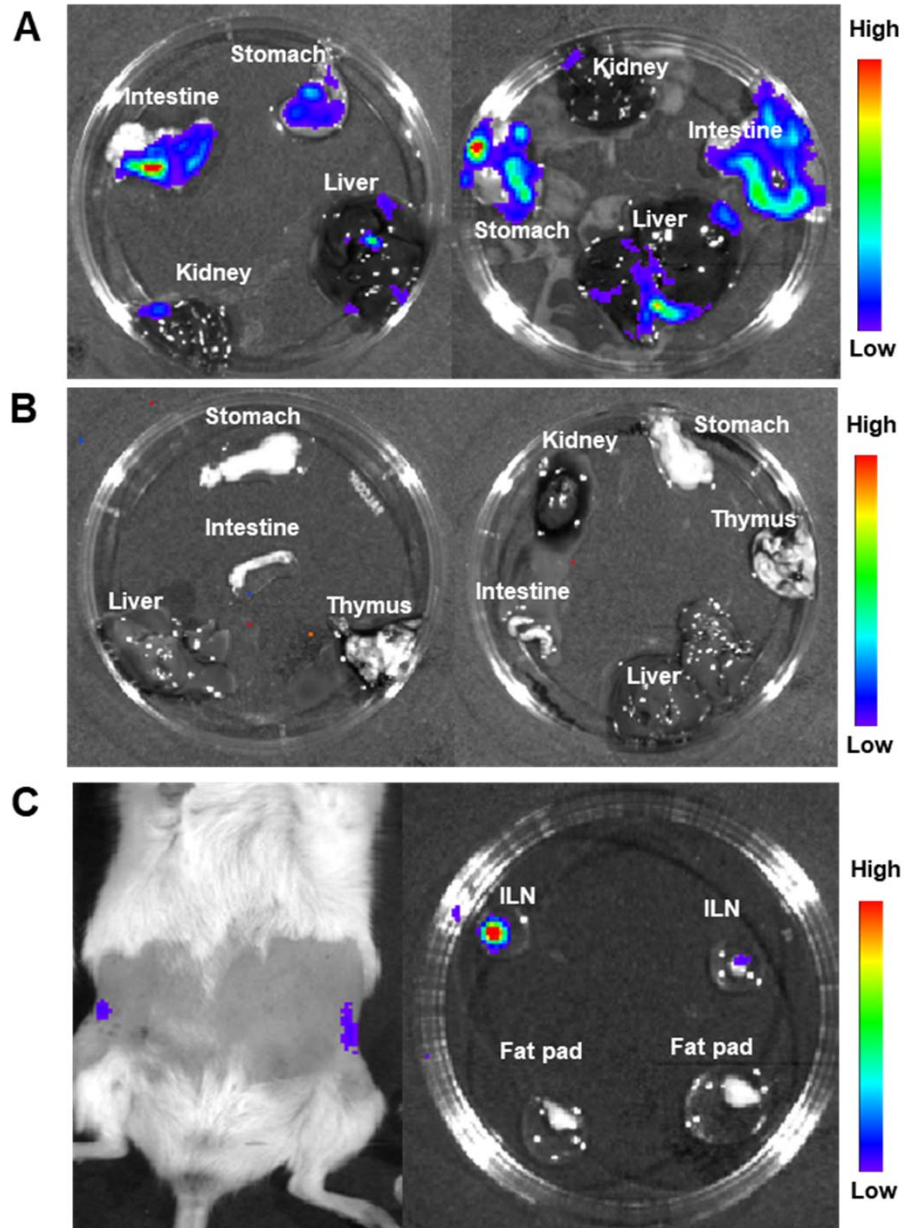 A
Stomach
Intestine
Liver
Kidney
Kidney
Intestine
Stomach
Liver
High
Low
B
Stomach
Intestine
Liver
Thymus
Kidney
Stomach
Thymus
Intestine
Liver
High
Low
C
ILN
ILN
Fat pad
Fat pad
High
Low